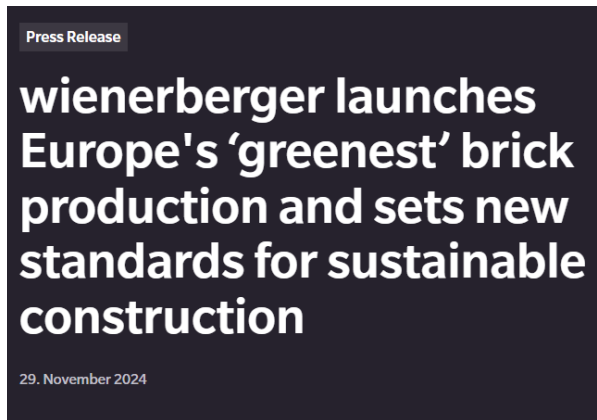 Press Release
wienerberger launches
Europe's ‘greenest’ brick
production and sets new
standards for sustainable
construction
29. November 2024